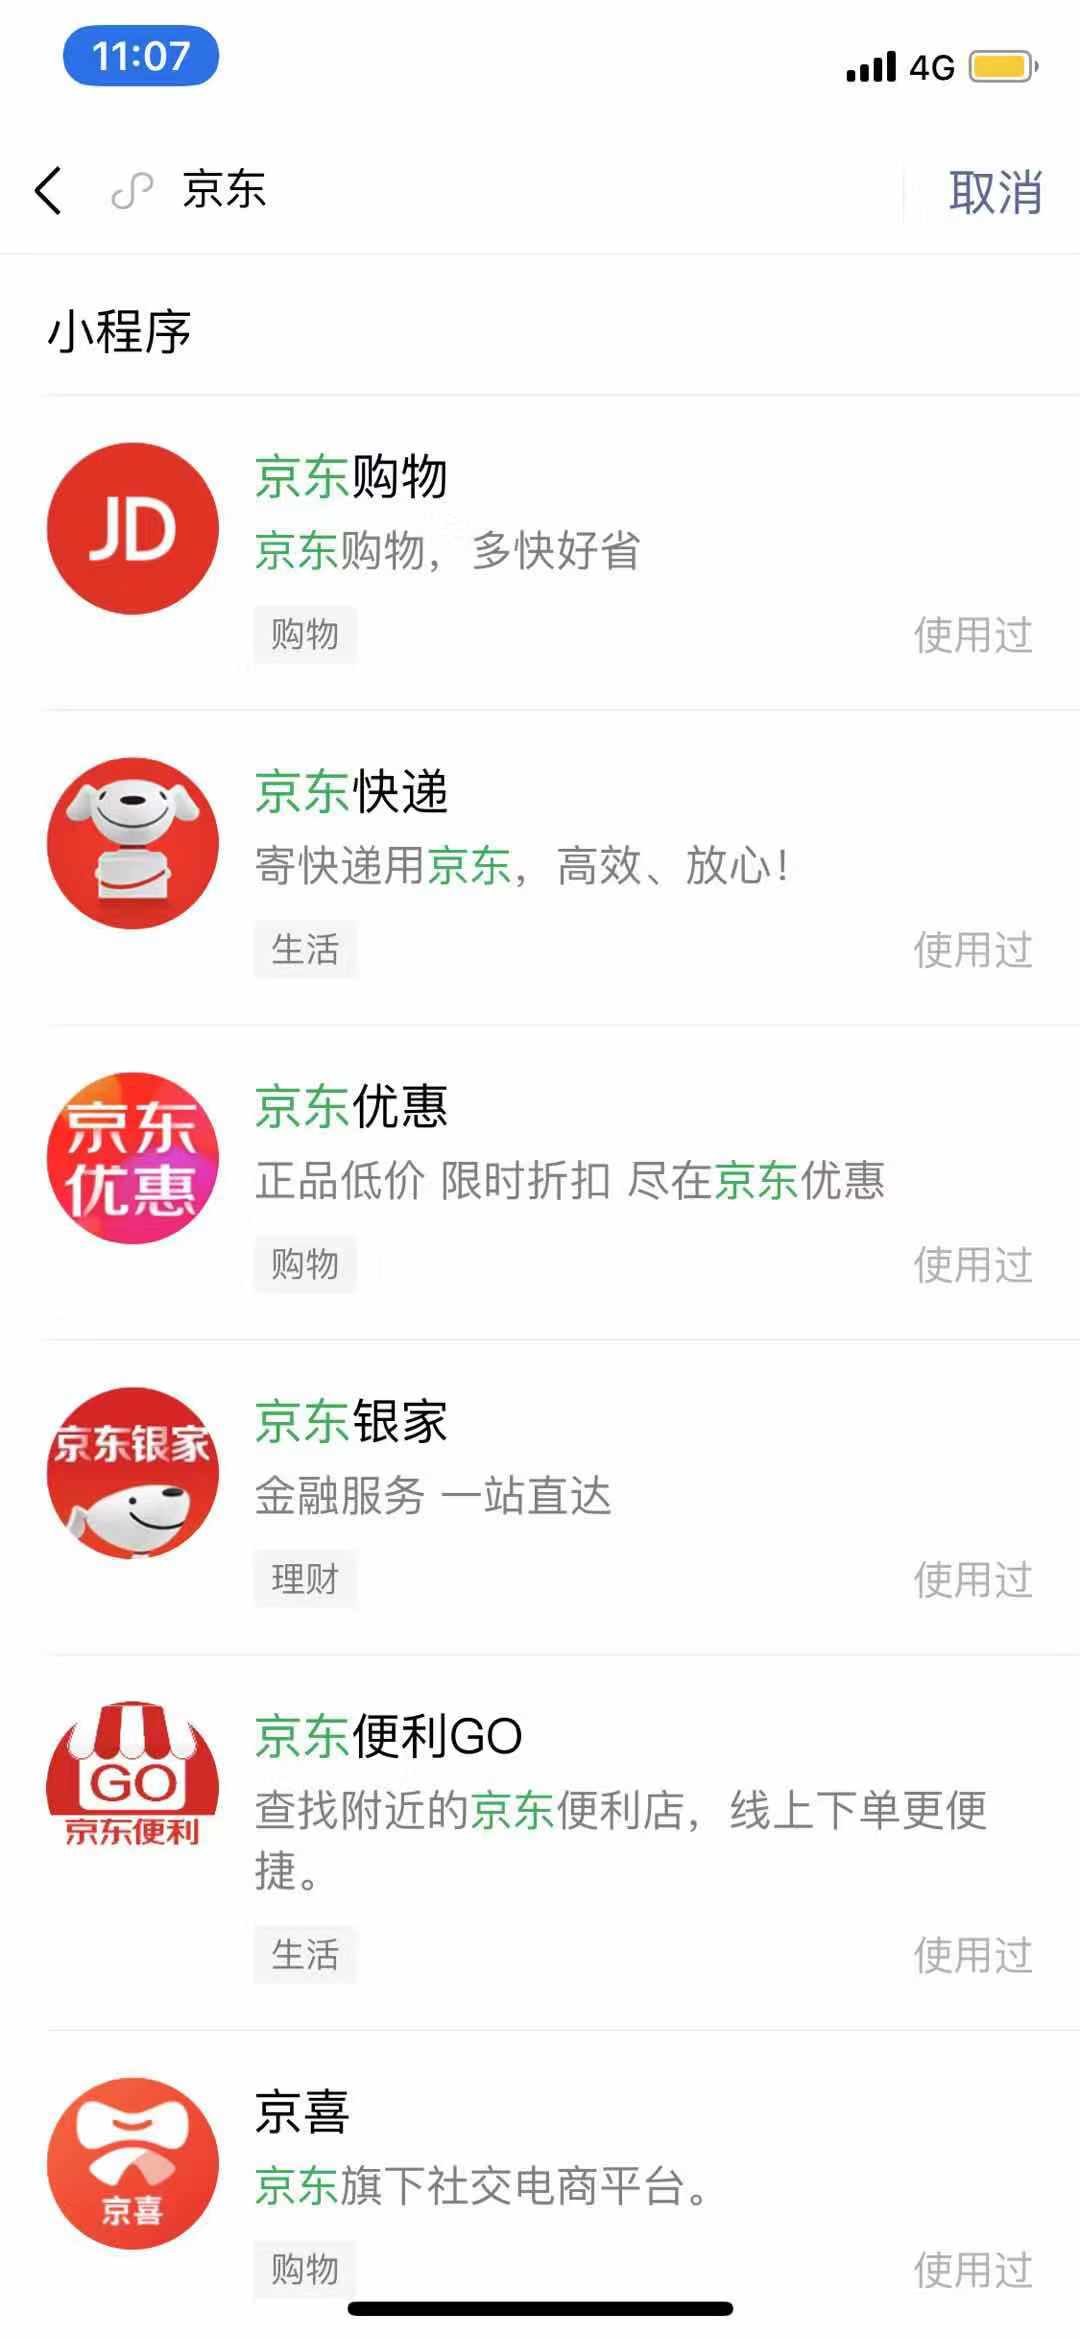 11:07
4G
京东
取消
小程序
JD
京东购物
京东购物，多快好省
购物
使用过
京东快递
寄快递用京东，高效、放心！
生活
使用过
京东
优惠
京东优惠
正品低价 限时折扣 尽在京东优惠
购物
使用过
京东银家
京东银家
金融服务 一站直达
理财
使用过
GO
京东便利
京东便利GO
查找附近的京东便利店，线上下单更便
捷。
生活
使用过
京喜
京喜
京东旗下社交电商平台。
购物
使用过